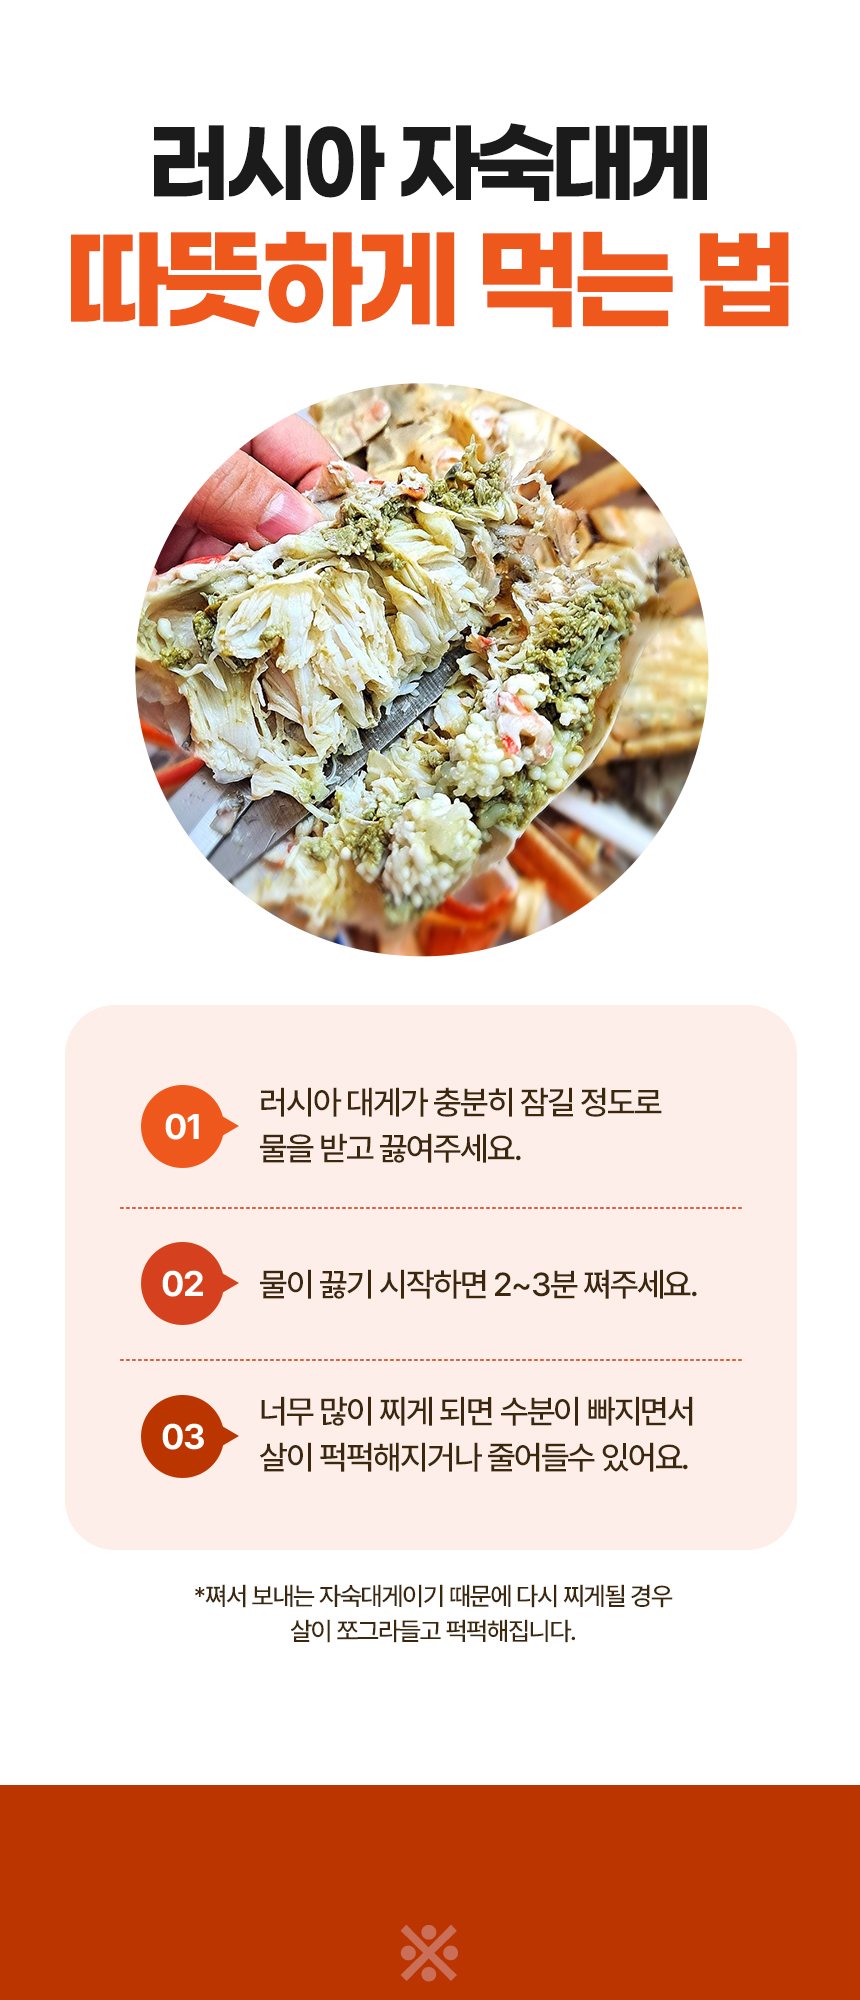 러시아 자숙대게
따뜻하게 먹는 법
01
러시아 대게가 충분히 잠길 정도로
물을 받고 끓여주세요.
02
물이 끓기 시작하면 2~3분 쪄주세요.
03
너무 많이 찌게 되면 수분이 빠지면서
살이 퍽퍽해지거나 줄어들수 있어요.
*쪄서 보내는 자숙대게이기 때문에 다시 찌게될 경우
살이 쪼그라들고 퍽퍽해집니다.
※